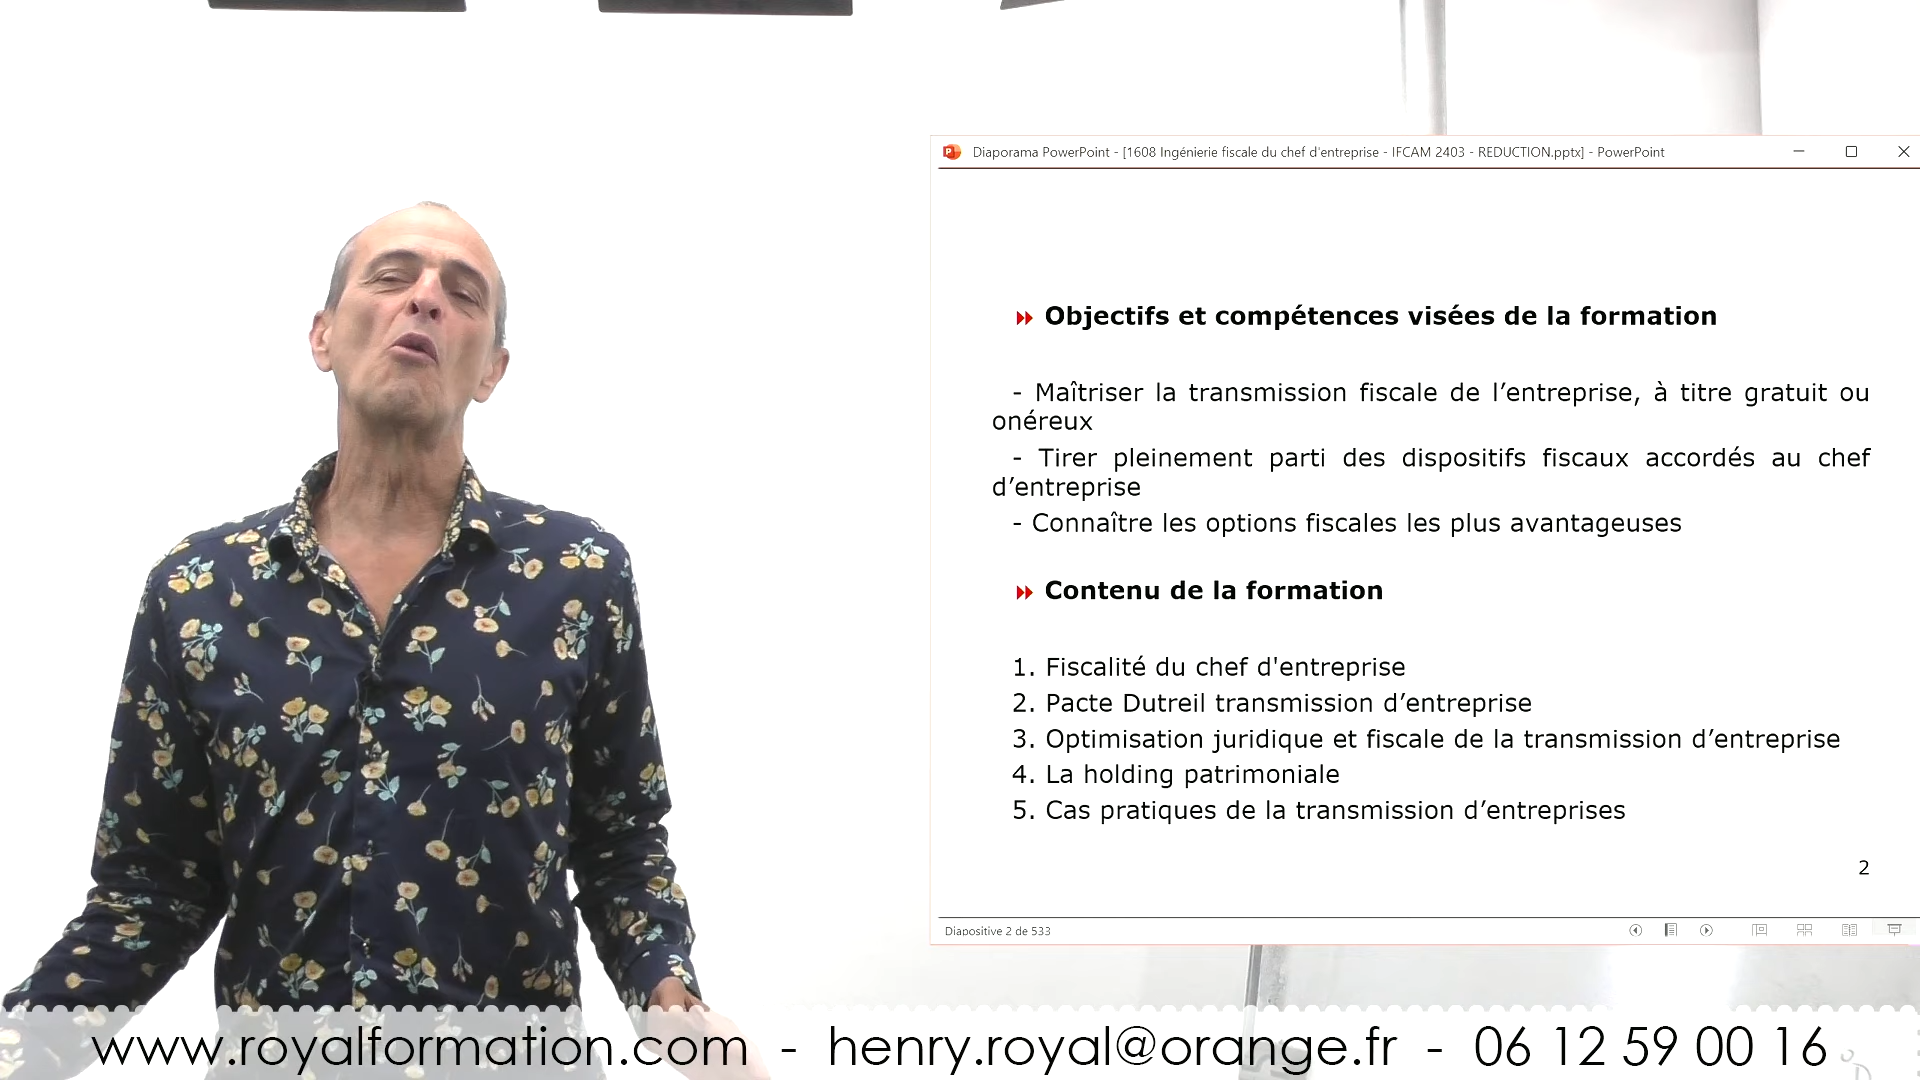 Diaporama PowerPoint - [1608 Ingénierie fiscale du chef d'entreprise - IFCAM 2403 - REDUCTION.pptx] - PowerPoint
Objectifs et compétences visées de la formation
- Maîtriser la transmission fiscale de l’entreprise, à titre gratuit ou
onéreux
- Tirer pleinement parti des dispositifs fiscaux accordés au chef
d’entreprise
- Connaître les options fiscales les plus avantageuses
Contenu de la formation
1. Fiscalité du chef d'entreprise
2. Pacte Dutreil transmission d’entreprise
3. Optimisation juridique et fiscale de la transmission d’entreprise
4. La holding patrimoniale
5. Cas pratiques de la transmission d’entreprises
2
Diapositive 2 de 533
www.royalformation.com - henry.royal@orange.fr - 06 12 59 00 16